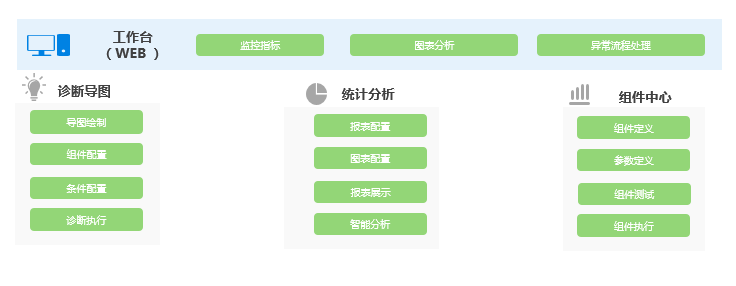 工作台
（ WEB ）
监控指标
图表分析
异常流程处理
诊断导图
导图绘制
组件配置
条件配置
诊断执行
统计分析
报表配置
图表配置
报表展示
智能分析
组件中心
组件定义
参数定义
组件测试
组件执行